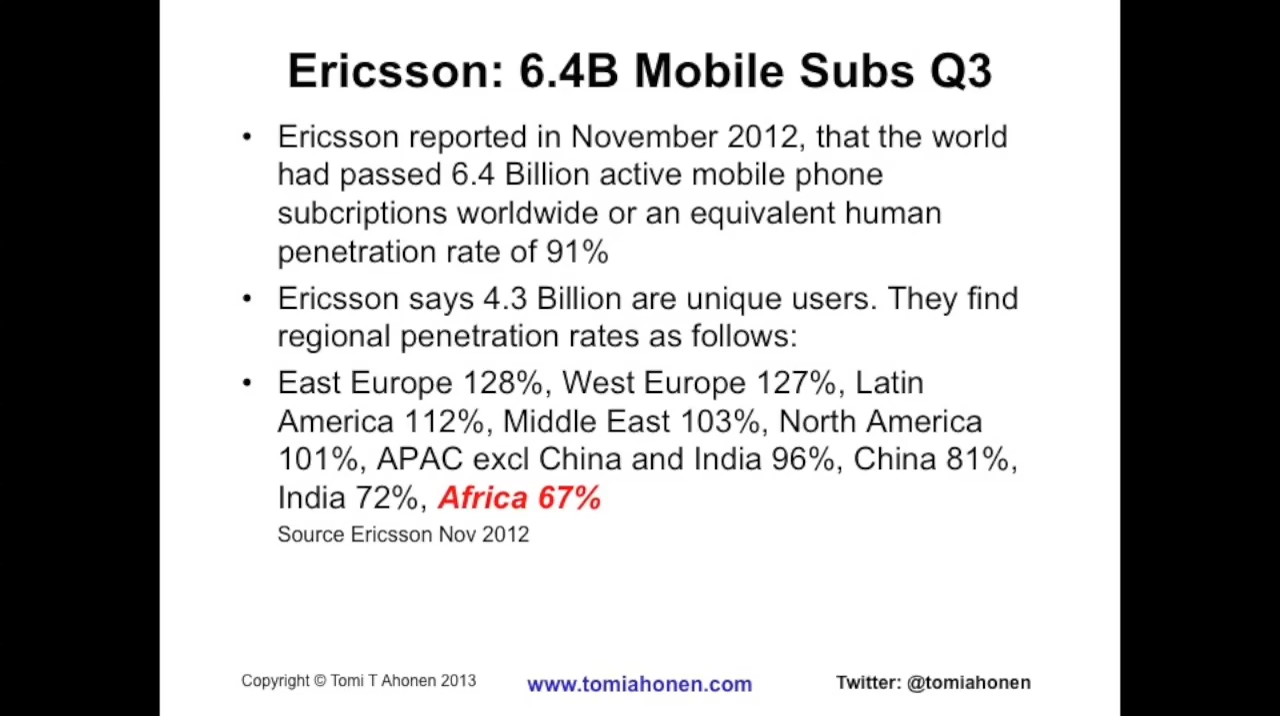 Ericsson: 6.4B Mobile Subs Q3
• Ericsson reported in November 2012, that the world
had passed 6.4 Billion active mobile phone
subcriptions worldwide or an equivalent human
penetration rate of 91%
• Ericsson says 4.3 Billion are unique users. They find
regional penetration rates as follows:
• East Europe 128%, West Europe 127%, Latin
America 112%, Middle East 103%, North America
101%, APAC excl China and India 96%, China 81%,
India 72%, Africa 67%
Source Ericsson Nov 2012
Copyright © Tomi T Ahonen 2013 www.tomiahonen.com Twitter: @tomiahonen